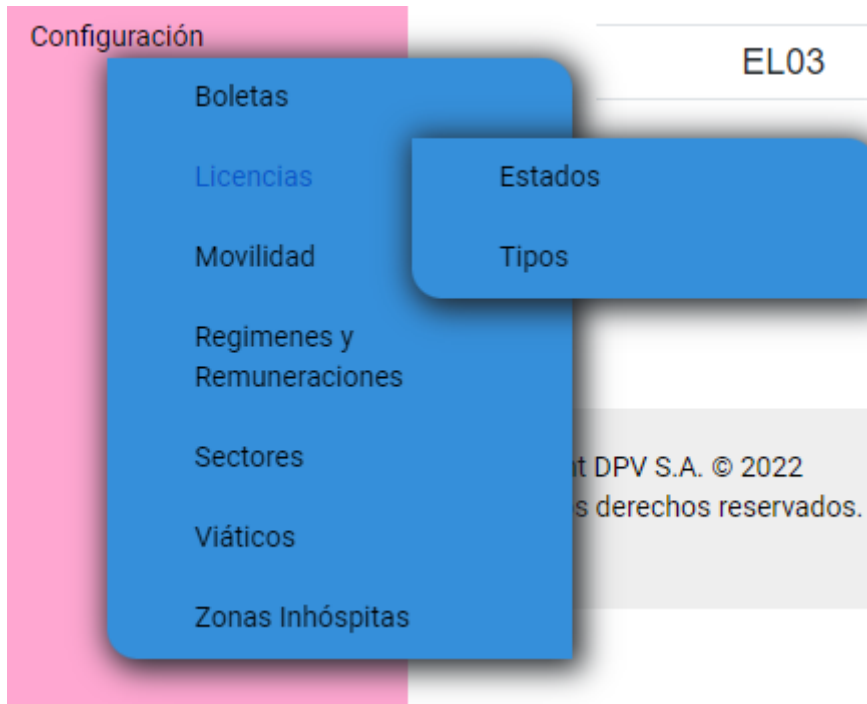 Configuración
EL03
Boletas
Licencias
Estados
Movilidad
Tipos
Regimenes y
Remuneraciones
Sectores
DPV S.A. © 2022
Viáticos
derechos reservados.
Zonas Inhóspitas